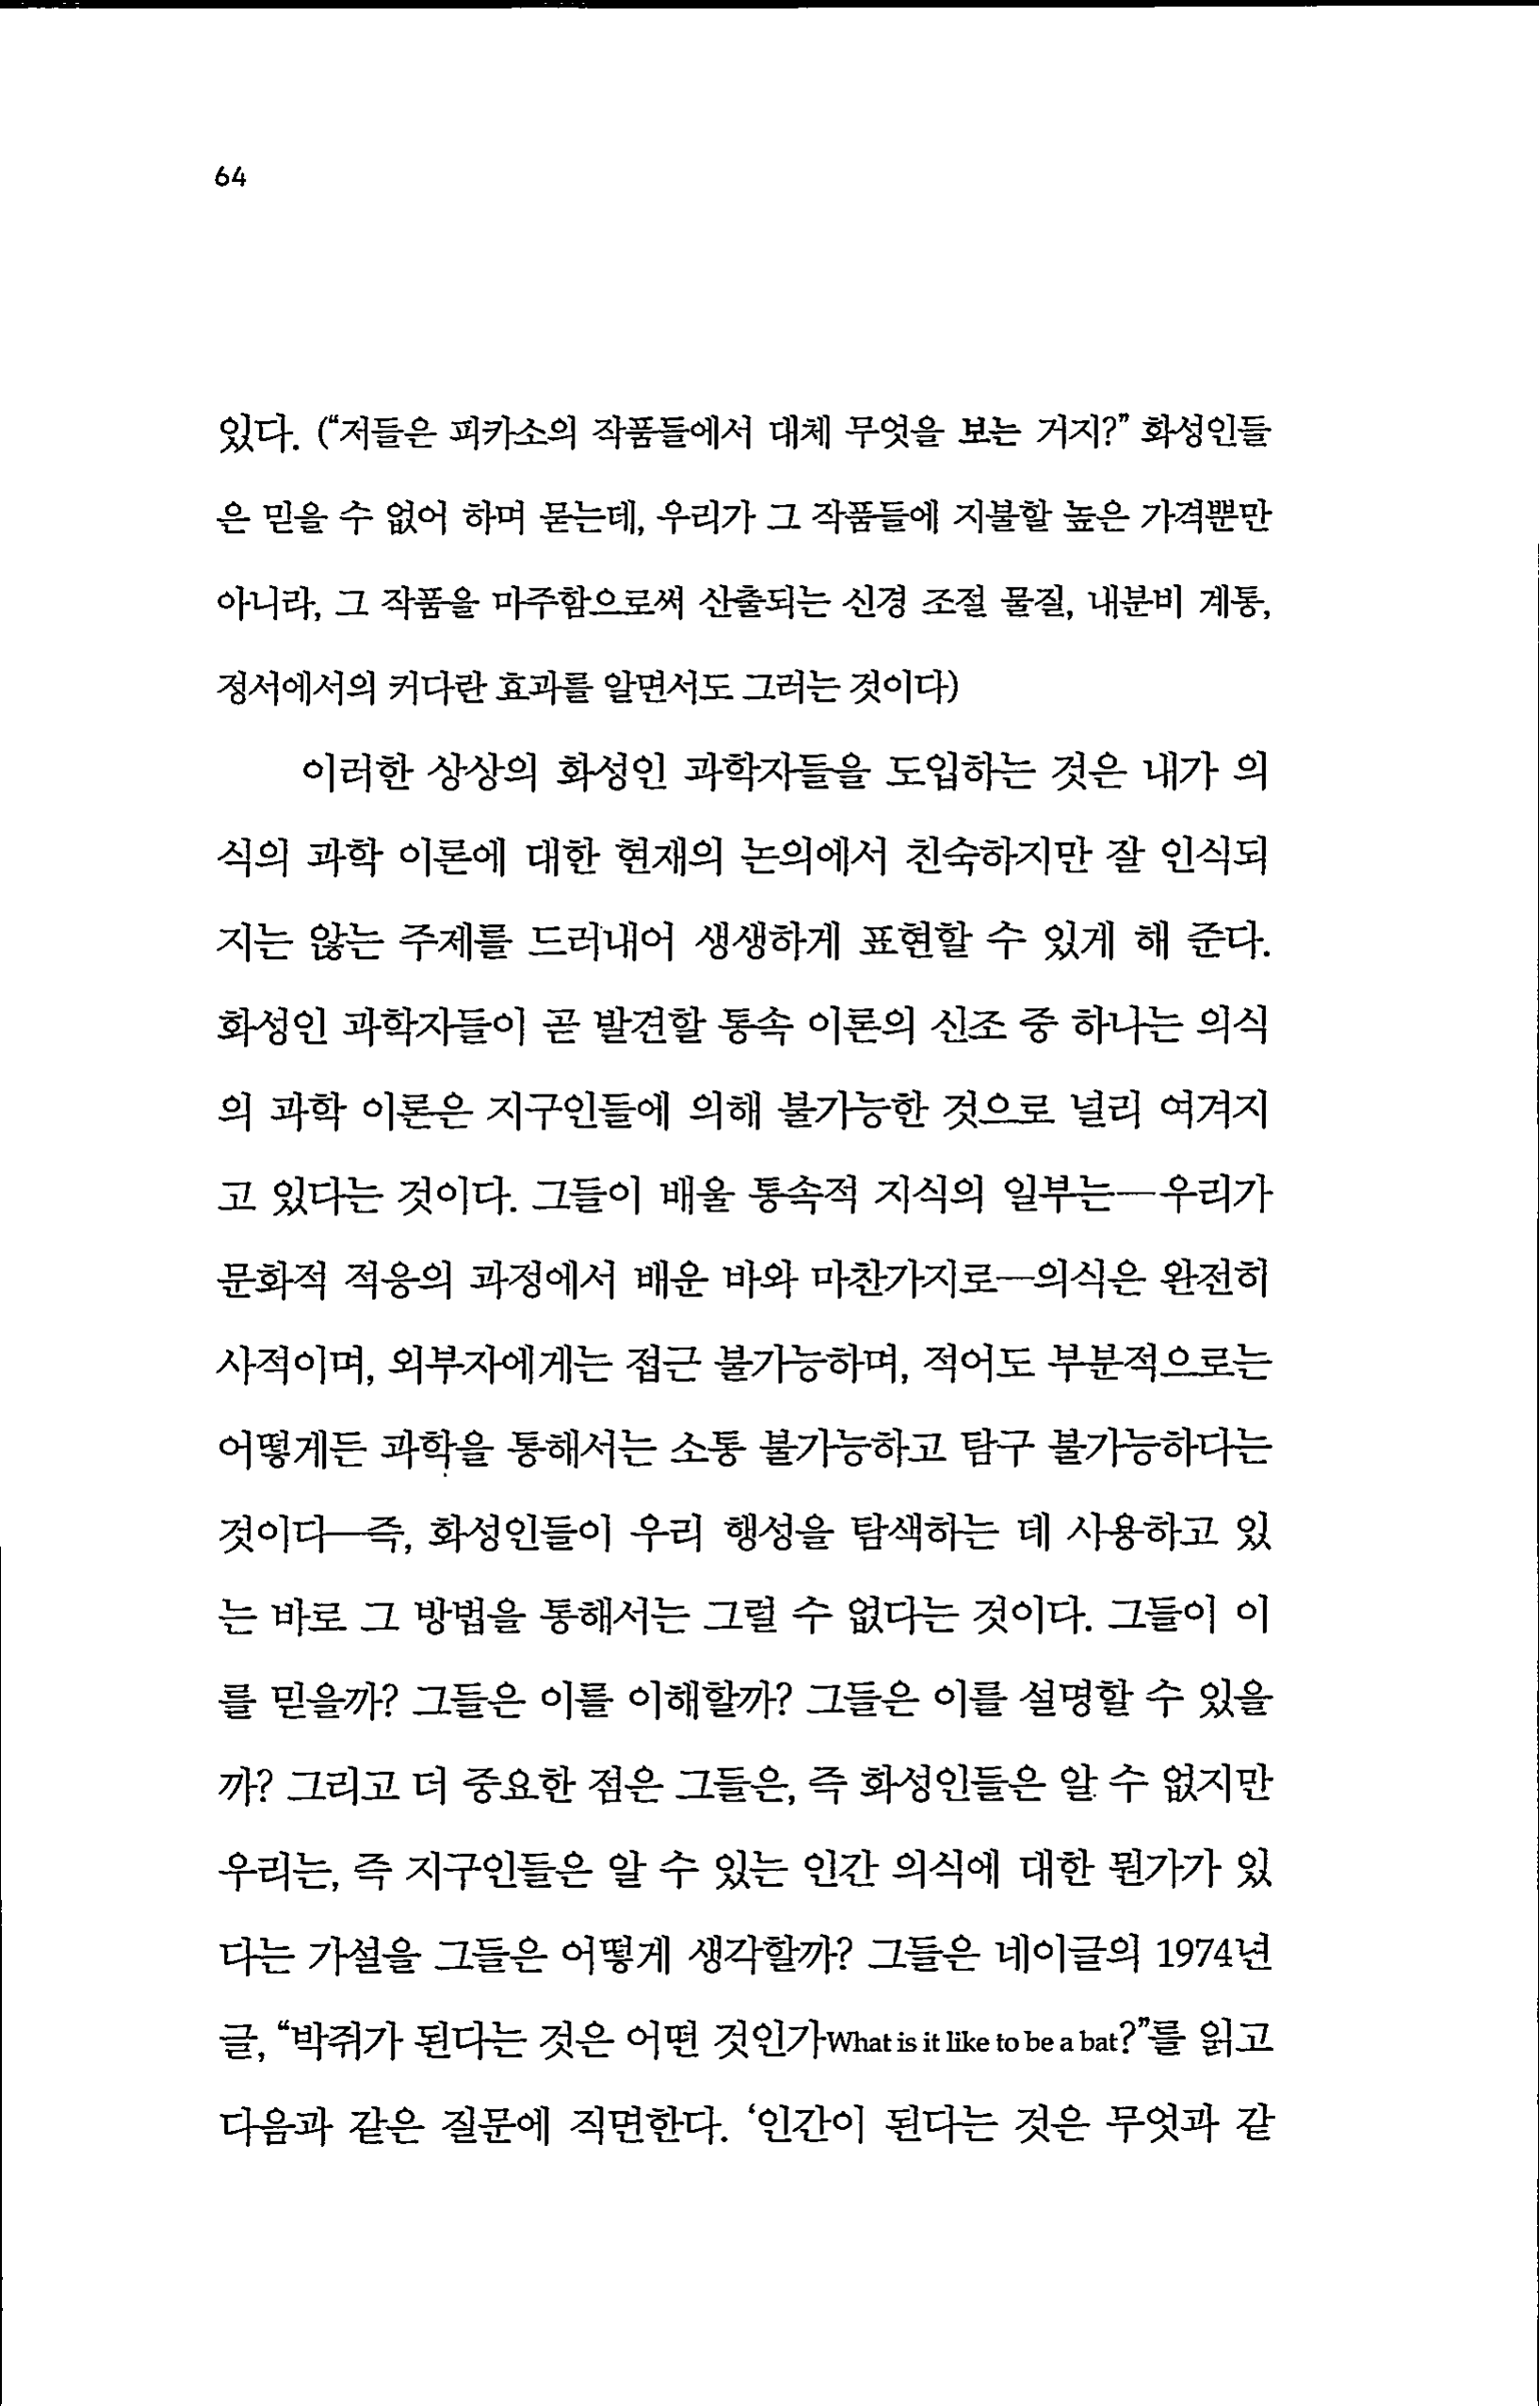 64
있다. (“저들은 피카소의 작품들에서 대체 무엇을 보는 거지?” 화성인들
은 믿을 수 없어 하며 묻는데, 우리가 그 작품들에 지불할 높은 가격뿐만
아니라, 그 작품을 마주함으로써 산출되는 신경 조절 물질, 내분비 계통,
정서에서의 커다란 효과를 알면서도 그러는 것이다)
이러한 상상의 화성인 과학자들을 도입하는 것은 내가 의
식의 과학 이론에 대한 현재의 논의에서 친숙하지만 잘 인식되
지는 않는 주제를 드러내어 생생하게 표현할 수 있게 해 준다.
화성인 과학자들이 곧 발견할 통속 이론의 신조 중 하나는 의식
의 과학 이론은 지구인들에 의해 불가능한 것으로 널리 여겨지
고 있다는 것이다. 그들이 배울 통속적 지식의 일부는—우리가
문화적 적응의 과정에서 배운 바와 마찬가지로—의식은 완전히
사적이며, 외부자에게는 접근 불가능하며, 적어도 부분적으로는
어떻게든 과학을 통해서는 소통 불가능하고 탐구 불가능하다는
것이다—즉, 화성인들이 우리 행성을 탐색하는 데 사용하고 있
는 바로 그 방법을 통해서는 그럴 수 없다는 것이다. 그들이 이
를 믿을까? 그들은 이를 이해할까? 그들은 이를 설명할 수 있을
까? 그리고 더 중요한 점은 그들은, 즉 화성인들은 알 수 없지만
우리는, 즉 지구인들은 알 수 있는 인간 의식에 대한 뭔가가 있
다는 가설을 그들은 어떻게 생각할까? 그들은 네이글의 1974년
글, “박쥐가 된다는 것은 어떤 것인가What is it like to be a bat?”를 읽고
다음과 같은 질문에 직면한다. ‘인간이 된다는 것은 무엇과 같